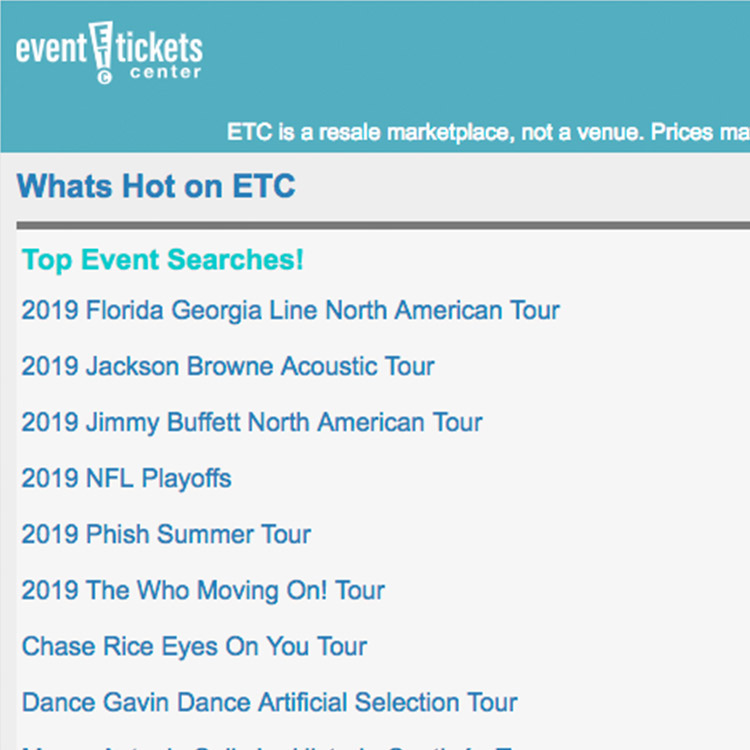 event tickets
ETC
center
ETC is a resale marketplace, not a venue. Prices ma
Whats Hot on ETC
Top Event Searches!
2019 Florida Georgia Line North American Tour
2019 Jackson Browne Acoustic Tour
2019 Jimmy Buffett North American Tour
2019 NFL Playoffs
2019 Phish Summer Tour
2019 The Who Moving On! Tour
Chase Rice Eyes On You Tour
Dance Gavin Dance Artificial Selection Tour